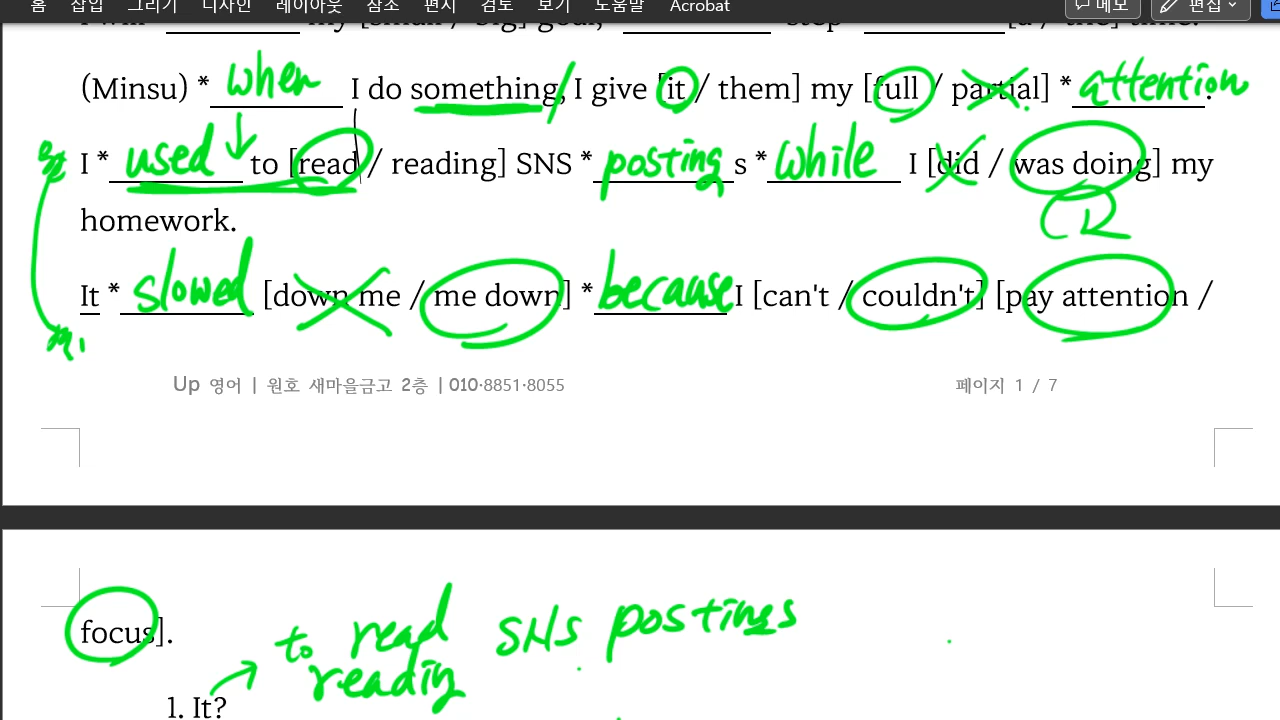 홈 삽입 그리기 디자인 레이아웃 참조 편지 검토 보기 도움말 Acrobat 메모 편집
(Minsu) * when I do something, / I give [it / them] my [full / partial] * attention.
I * used to [read / reading] SNS * posting s * while I [did / was doing] my
homework.
It * slowed [down me / me down] * because I [can't / couldn't] [pay attention /
Up 영어 | 원호 새마을금고 2층 | 010·8851·8055 페이지 1 / 7
focus].
to read SNS postings
reading
1. It?